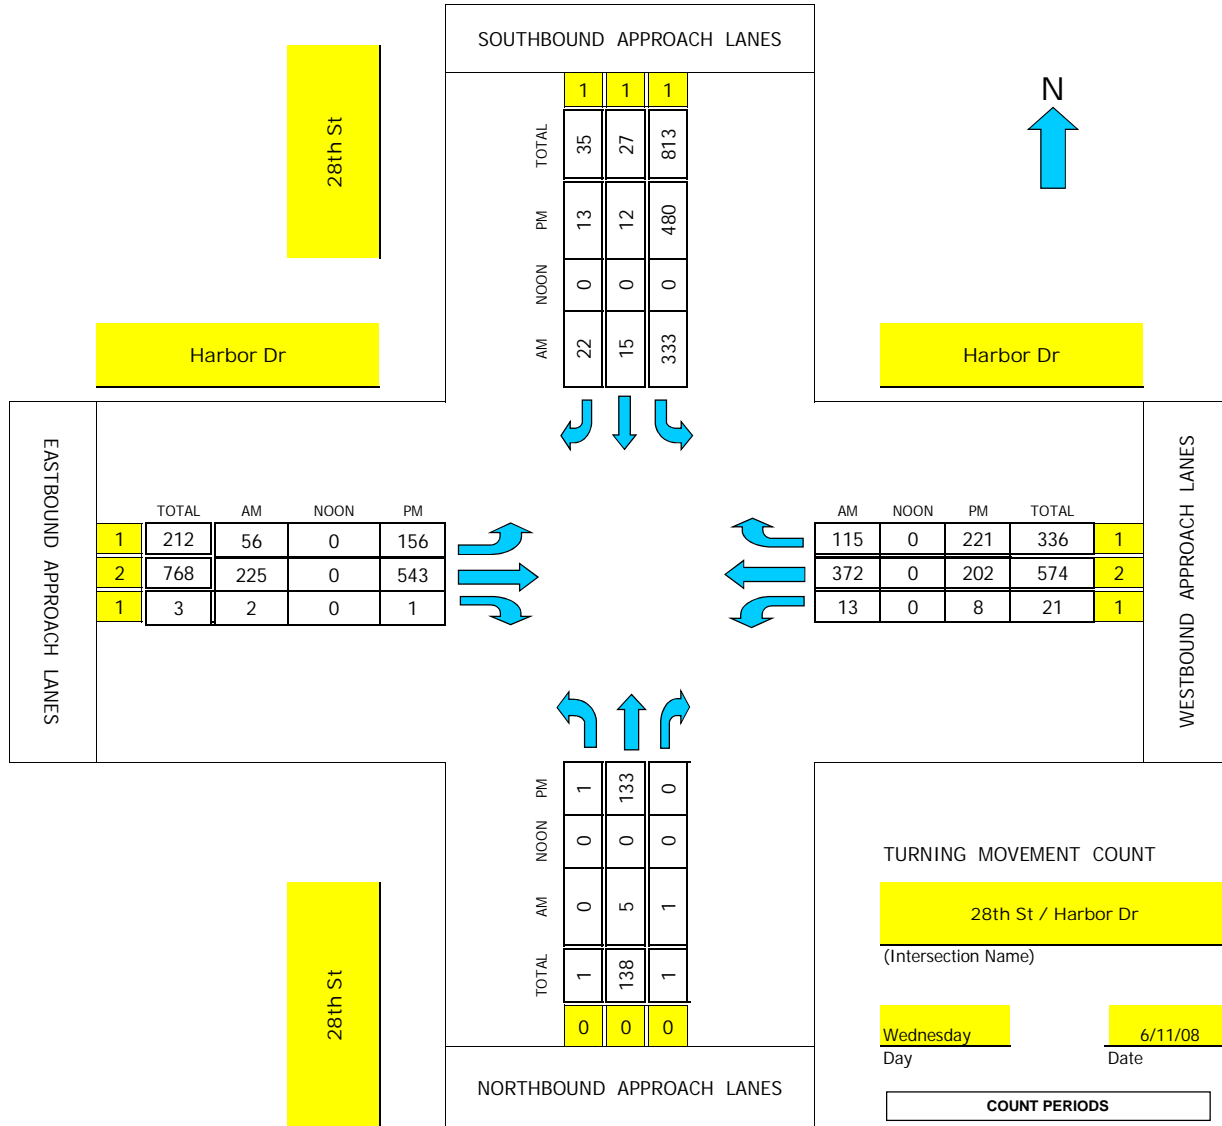 SOUTHBOUND APPROACH LANES
1 1 1
28th St
N
TOTAL 35 27 813
PM 13 12 480
NOON 0 0 0
AM 22 15 333
Harbor Dr
Harbor Dr
EASTBOUND APPROACH LANES
TOTAL AM NOON PM
1 212 56 0 156
2 768 225 0 543
1 3 2 0 1
AM NOON PM TOTAL
115 0 221 336 1
372 0 202 574 2
13 0 8 21 1
WESTBOUND APPROACH LANES
PM 1 133 0
NOON 0 0 0
AM 0 5 1
TOTAL 1 138 1
0 0 0
28th St
NORTHBOUND APPROACH LANES
TURNING MOVEMENT COUNT
28th St / Harbor Dr
(Intersection Name)
Wednesday 6/11/08
Day Date
COUNT PERIODS